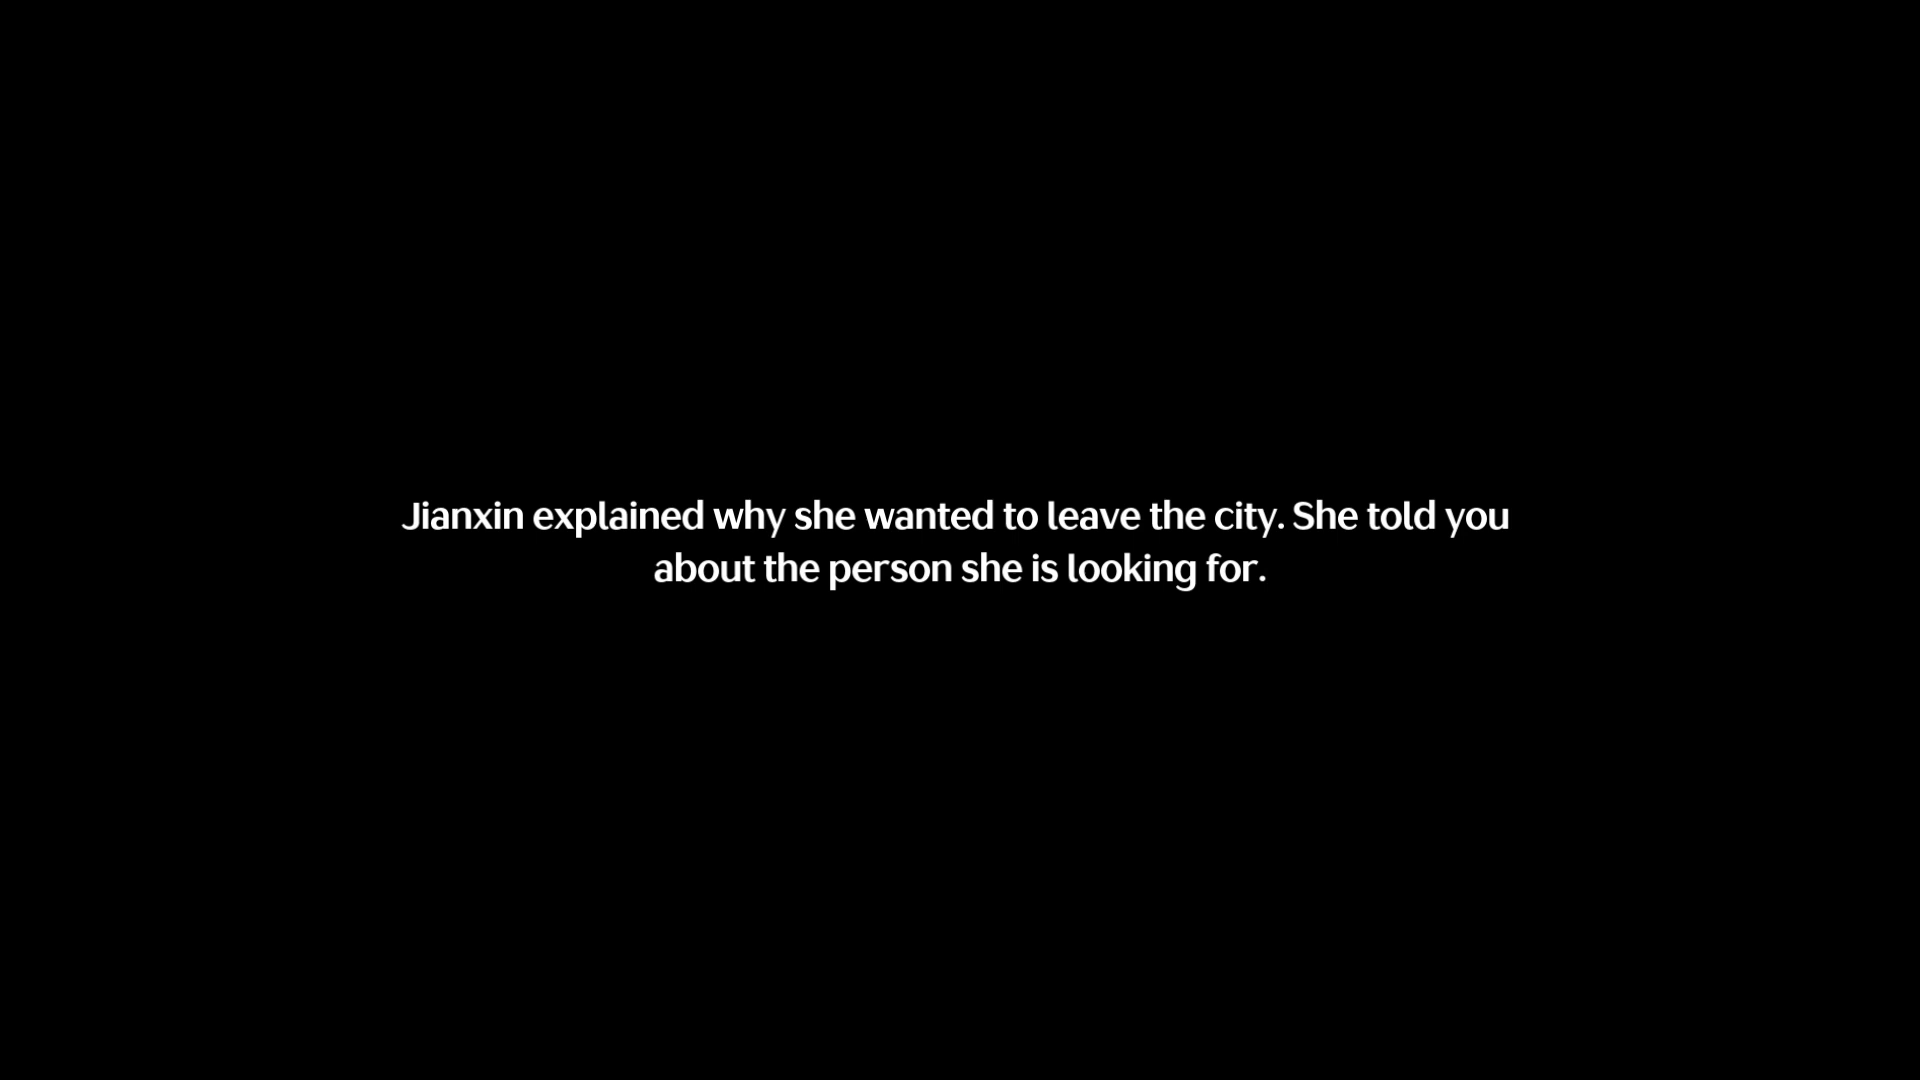 Jianxin explained why she wanted to leave the city. She told you
about the person she is looking for.